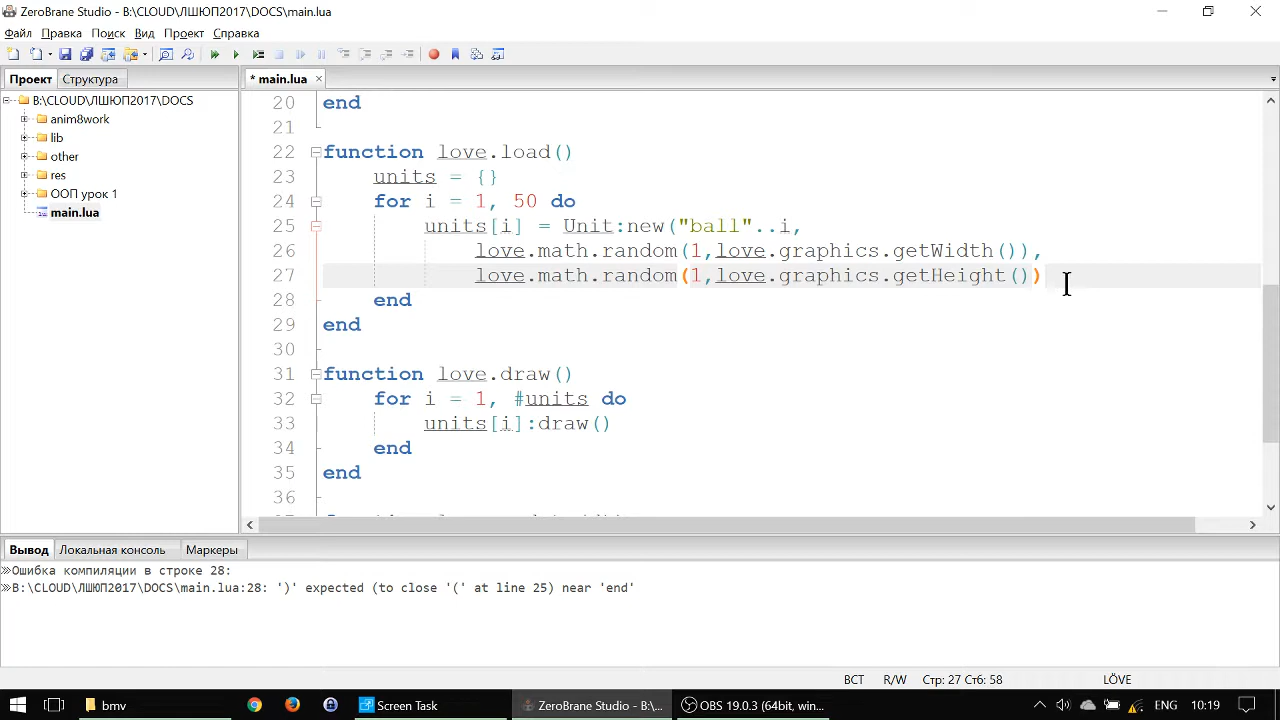 ZeroBrane Studio - B:\CLOUD\ЛШЮП2017\DOCS\main.lua
Файл Правка Поиск Вид Проект Справка
Проект Структура
* main.lua
B:\CLOUD\ЛШЮП2017\DOCS
anim8work
lib
other
res
ООП урок 1
main.lua
20 end
21
22 function love.load()
23 units = {}
24 for i = 1, 50 do
25 units[i] = Unit:new("ball"..i,
26 love.math.random(1,love.graphics.getWidth()),
27 love.math.random(1,love.graphics.getHeight())
28 end
29 end
30
31 function love.draw()
32 for i = 1, #units do
33 units[i]:draw()
34 end
35 end
36
Вывод Локальная консоль Маркеры
Ошибка компиляции в строке 28:
B:\CLOUD\ЛШЮП2017\DOCS\main.lua:28: ')' expected (to close '(' at line 25) near 'end'
ВСТ R/W Стр: 27 Стб: 58 LÖVE
bmv Screen Task ZeroBrane Studio - B:\... OBS 19.0.3 (64bit, win... ENG 10:19